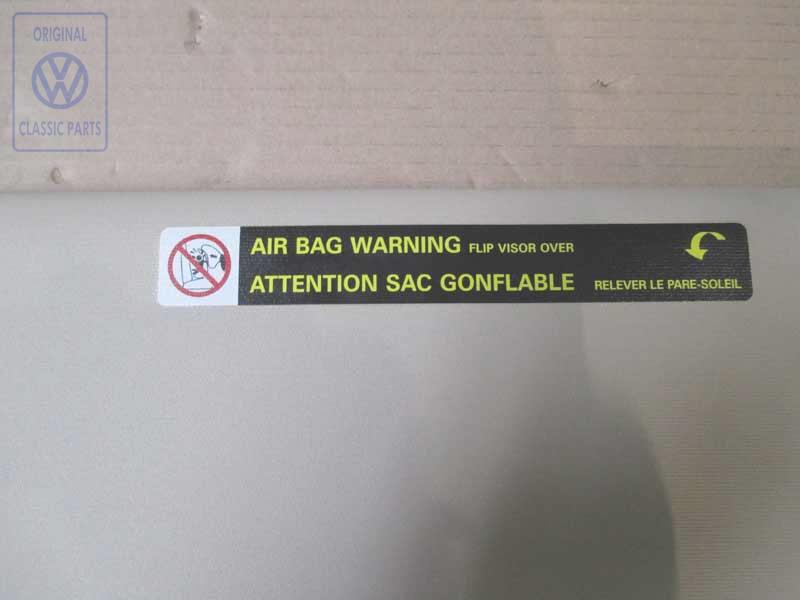 ORIGINAL
CLASSIC PARTS
AIR BAG WARNING FLIP VISOR OVER
ATTENTION SAC GONFLABLE RELEVER LE PARE-SOLEIL